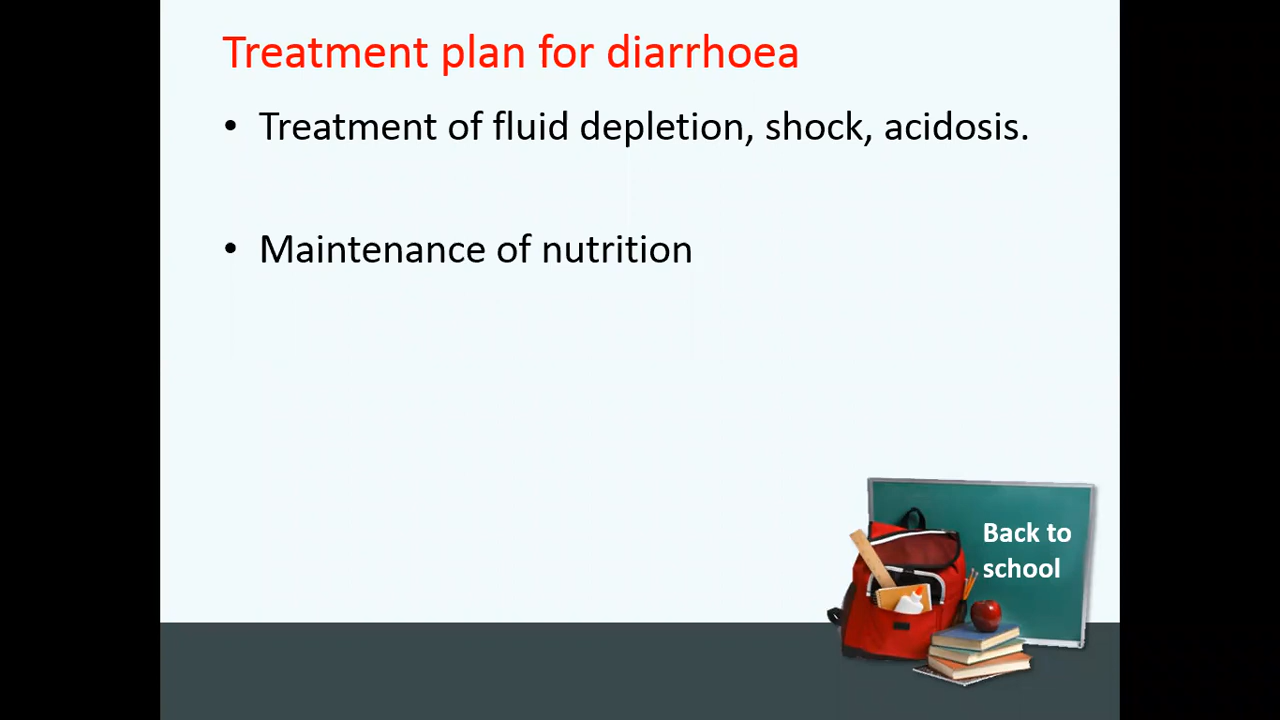 Treatment plan for diarrhoea
• Treatment of fluid depletion, shock, acidosis.
• Maintenance of nutrition
Back to
school